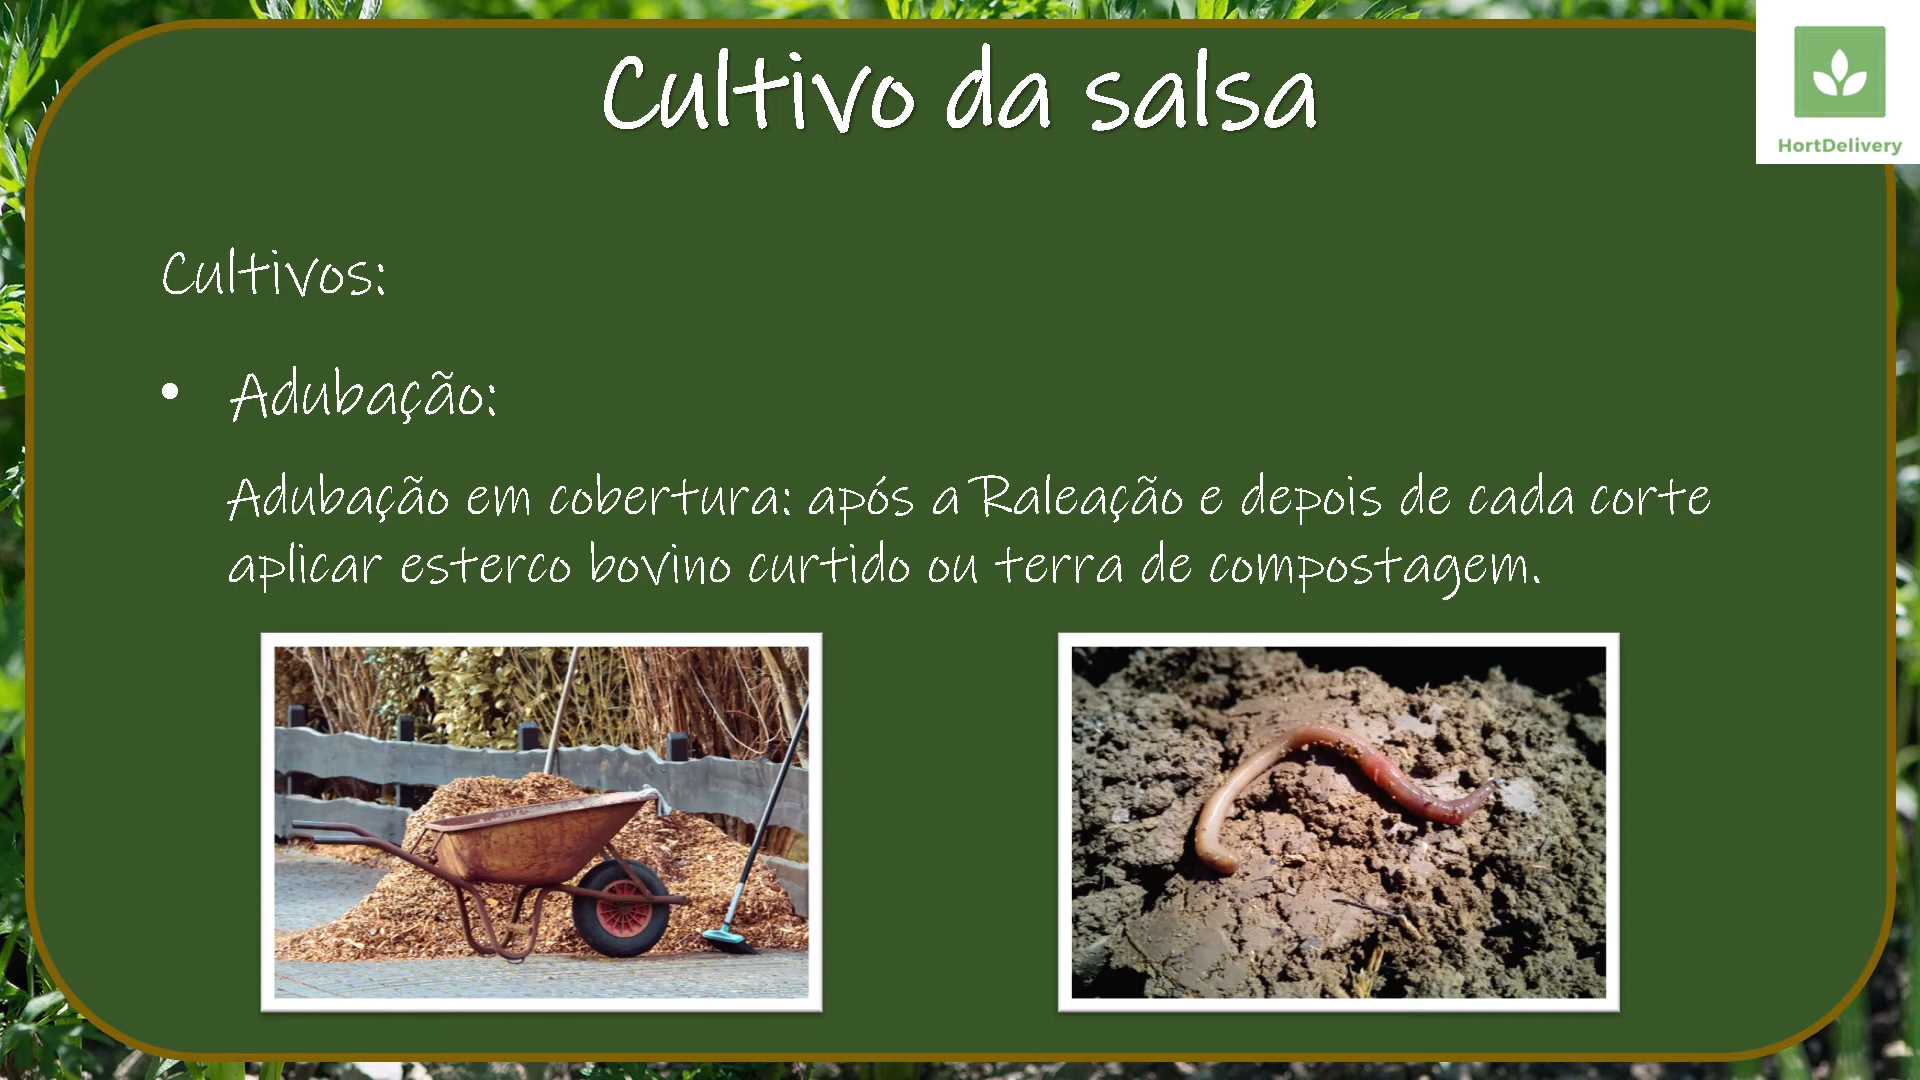 Cultivo da salsa
HortDelivery
Cultivos:
• Adubação:
Adubação em cobertura: após a Raleação e depois de cada corte
aplicar esterco bovino curtido ou terra de compostagem.